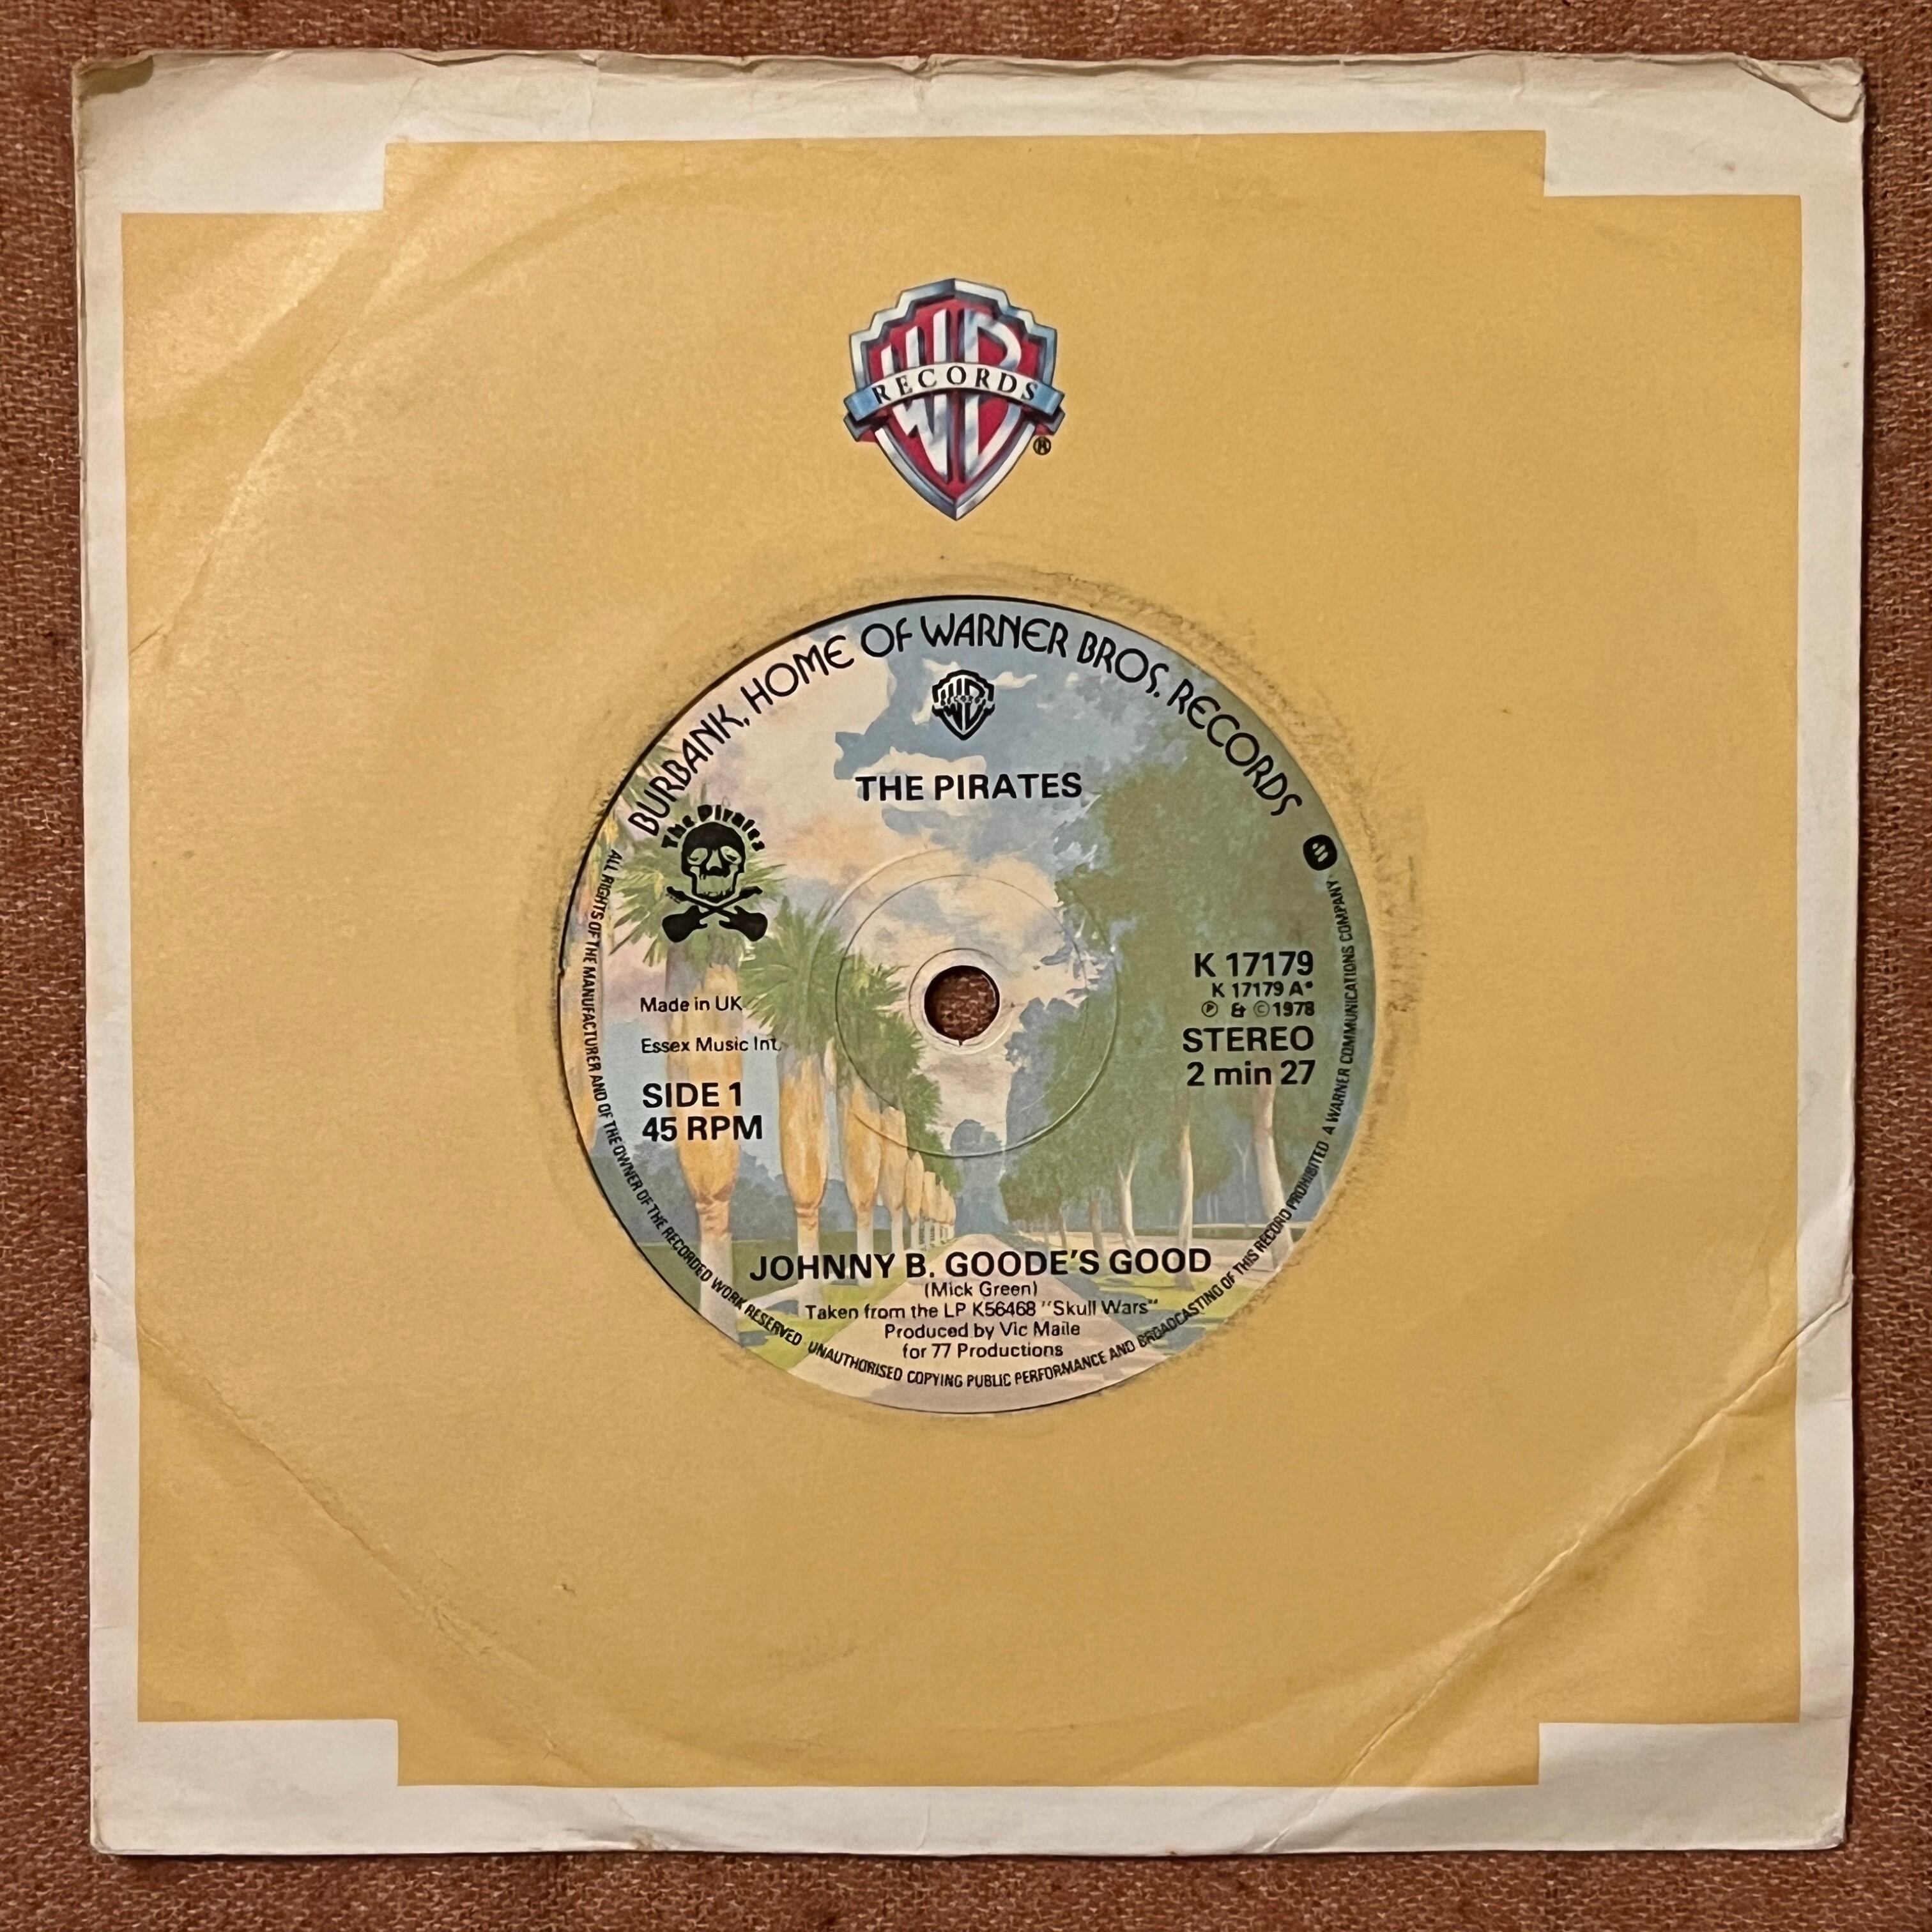 WB
RECORDS
®
BURBANK, HOME OF WARNER BROS. RECORDS
WB
RECORDS
THE PIRATES
The Pirates
K 17179
K 17179 A*
℗ & ©1978
STEREO
2 min 27
Made in UK
Essex Music Int.
SIDE 1
45 RPM
JOHNNY B. GOODE'S GOOD
(Mick Green)
Taken from the LP K56468 "Skull Wars"
Produced by Vic Maile
for 77 Productions
ALL RIGHTS OF THE MANUFACTURER AND OF THE OWNER OF THE RECORDED WORK RESERVED UNAUTHORISED COPYING PUBLIC PERFORMANCE AND BROADCASTING OF THIS RECORD PROHIBITED A WARNER COMMUNICATIONS COMPANY